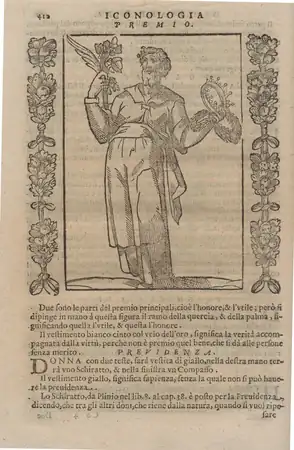 412 ICONOLOGIA
PREMIO.
Due sono le parti del premio principali, cioè l'honore, & l'vtile; però si
dipinge in mano à questa figura il ramo della quercia, & della palma, si-
gnificando quella l'vtile, & questa l'honore.
Il vestimento bianco cinto col velo dell'oro, significa la verità accom-
pagnata dalla virtù, perche non è premio quel bene, che si dà alle persone
senza merito. PREVIDENZA.
DONNA con due teste, sarà vestita di giallo, nella destra mano ter-
rà vno Schiratto, & nella sinistra vn Compasso.
Il vestimento giallo, significa sapienza, senza la quale non si può haue-
re la preuidenza.
Lo Schiratto, da Plinio nel lib. 8. al cap. 38. è posto per la Preuidenza,
dicendo, che tra gli altri doni, che tiene dalla natura, quando si vuol ripo-
sare